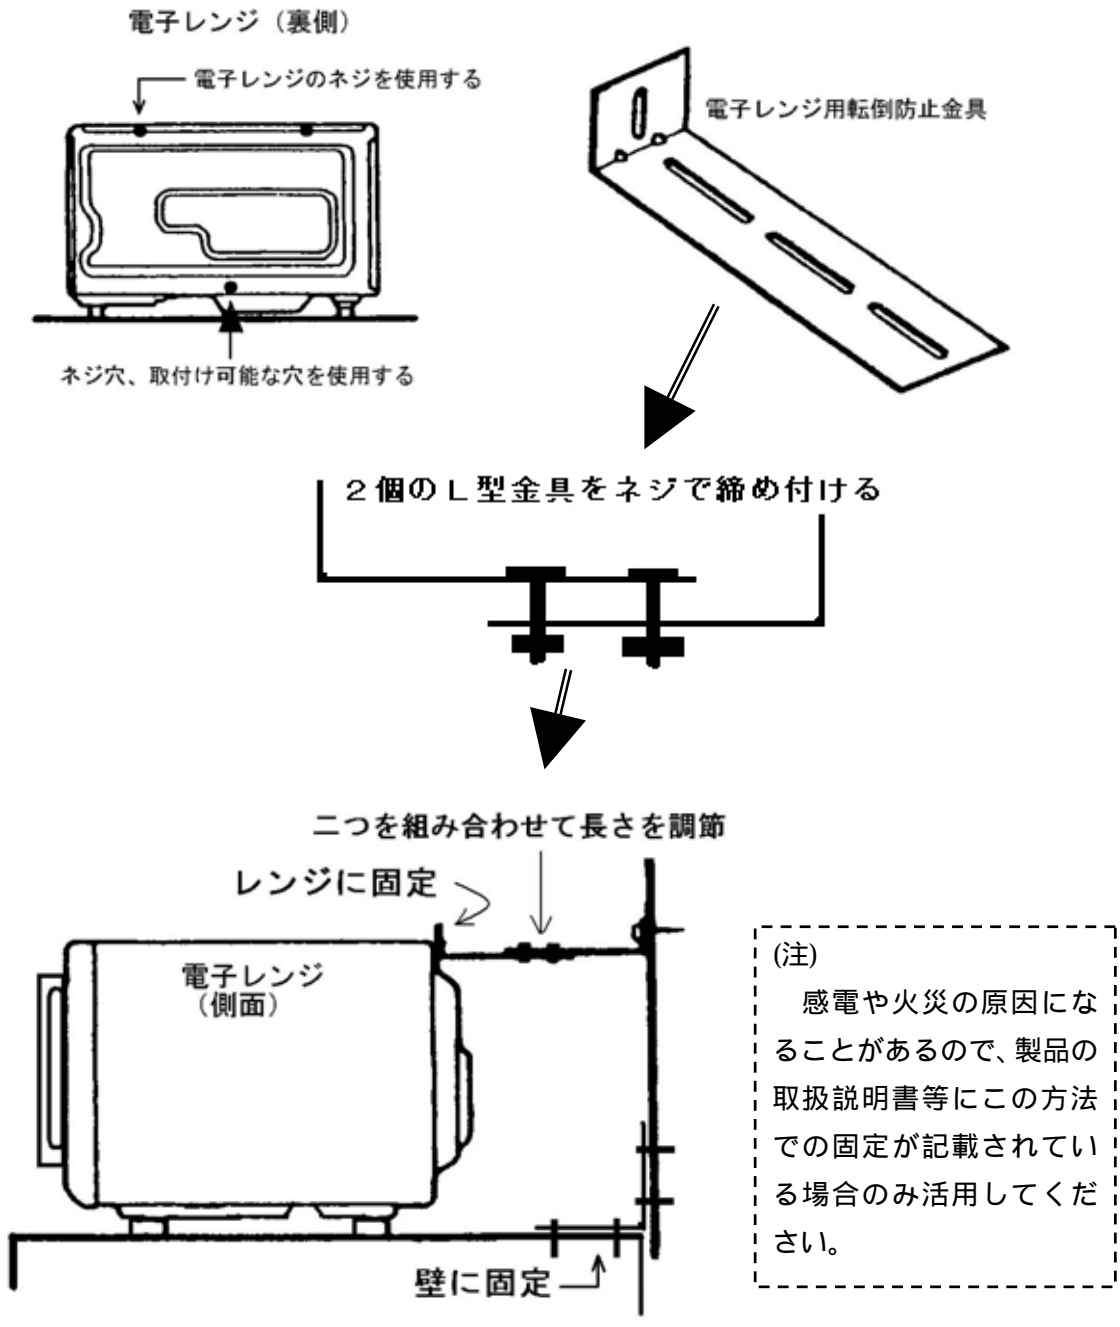 電子レンジ（裏側）
電子レンジのネジを使用する
電子レンジ用転倒防止金具
ネジ穴、取付け可能な穴を使用する
２個のＬ型金具をネジで締め付ける
二つを組み合わせて長さを調節
レンジに固定
電子レンジ
（側面）
(注)
感電や火災の原因にな
ることがあるので、製品の
取扱説明書等にこの方法
での固定が記載されてい
る場合のみ活用してくだ
さい。
壁に固定